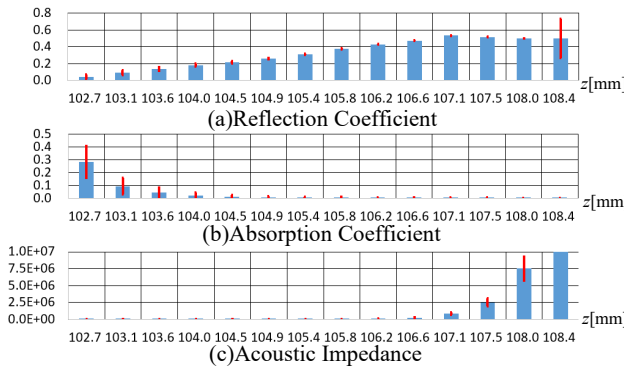 0.8
0.6
0.4
0.2
0.0
102.7 103.1 103.6 104.0 104.5 104.9 105.4 105.8 106.2 106.6 107.1 107.5 108.0 108.4 z[mm]
(a)Reflection Coefficient
0.5
0.4
0.3
0.2
0.1
0.0
102.7 103.1 103.6 104.0 104.5 104.9 105.4 105.8 106.2 106.6 107.1 107.5 108.0 108.4 z[mm]
(b)Absorption Coefficient
1.0E+07
7.5E+06
5.0E+06
2.5E+06
0.0E+00
102.7 103.1 103.6 104.0 104.5 104.9 105.4 105.8 106.2 106.6 107.1 107.5 108.0 108.4 z[mm]
(c)Acoustic Impedance